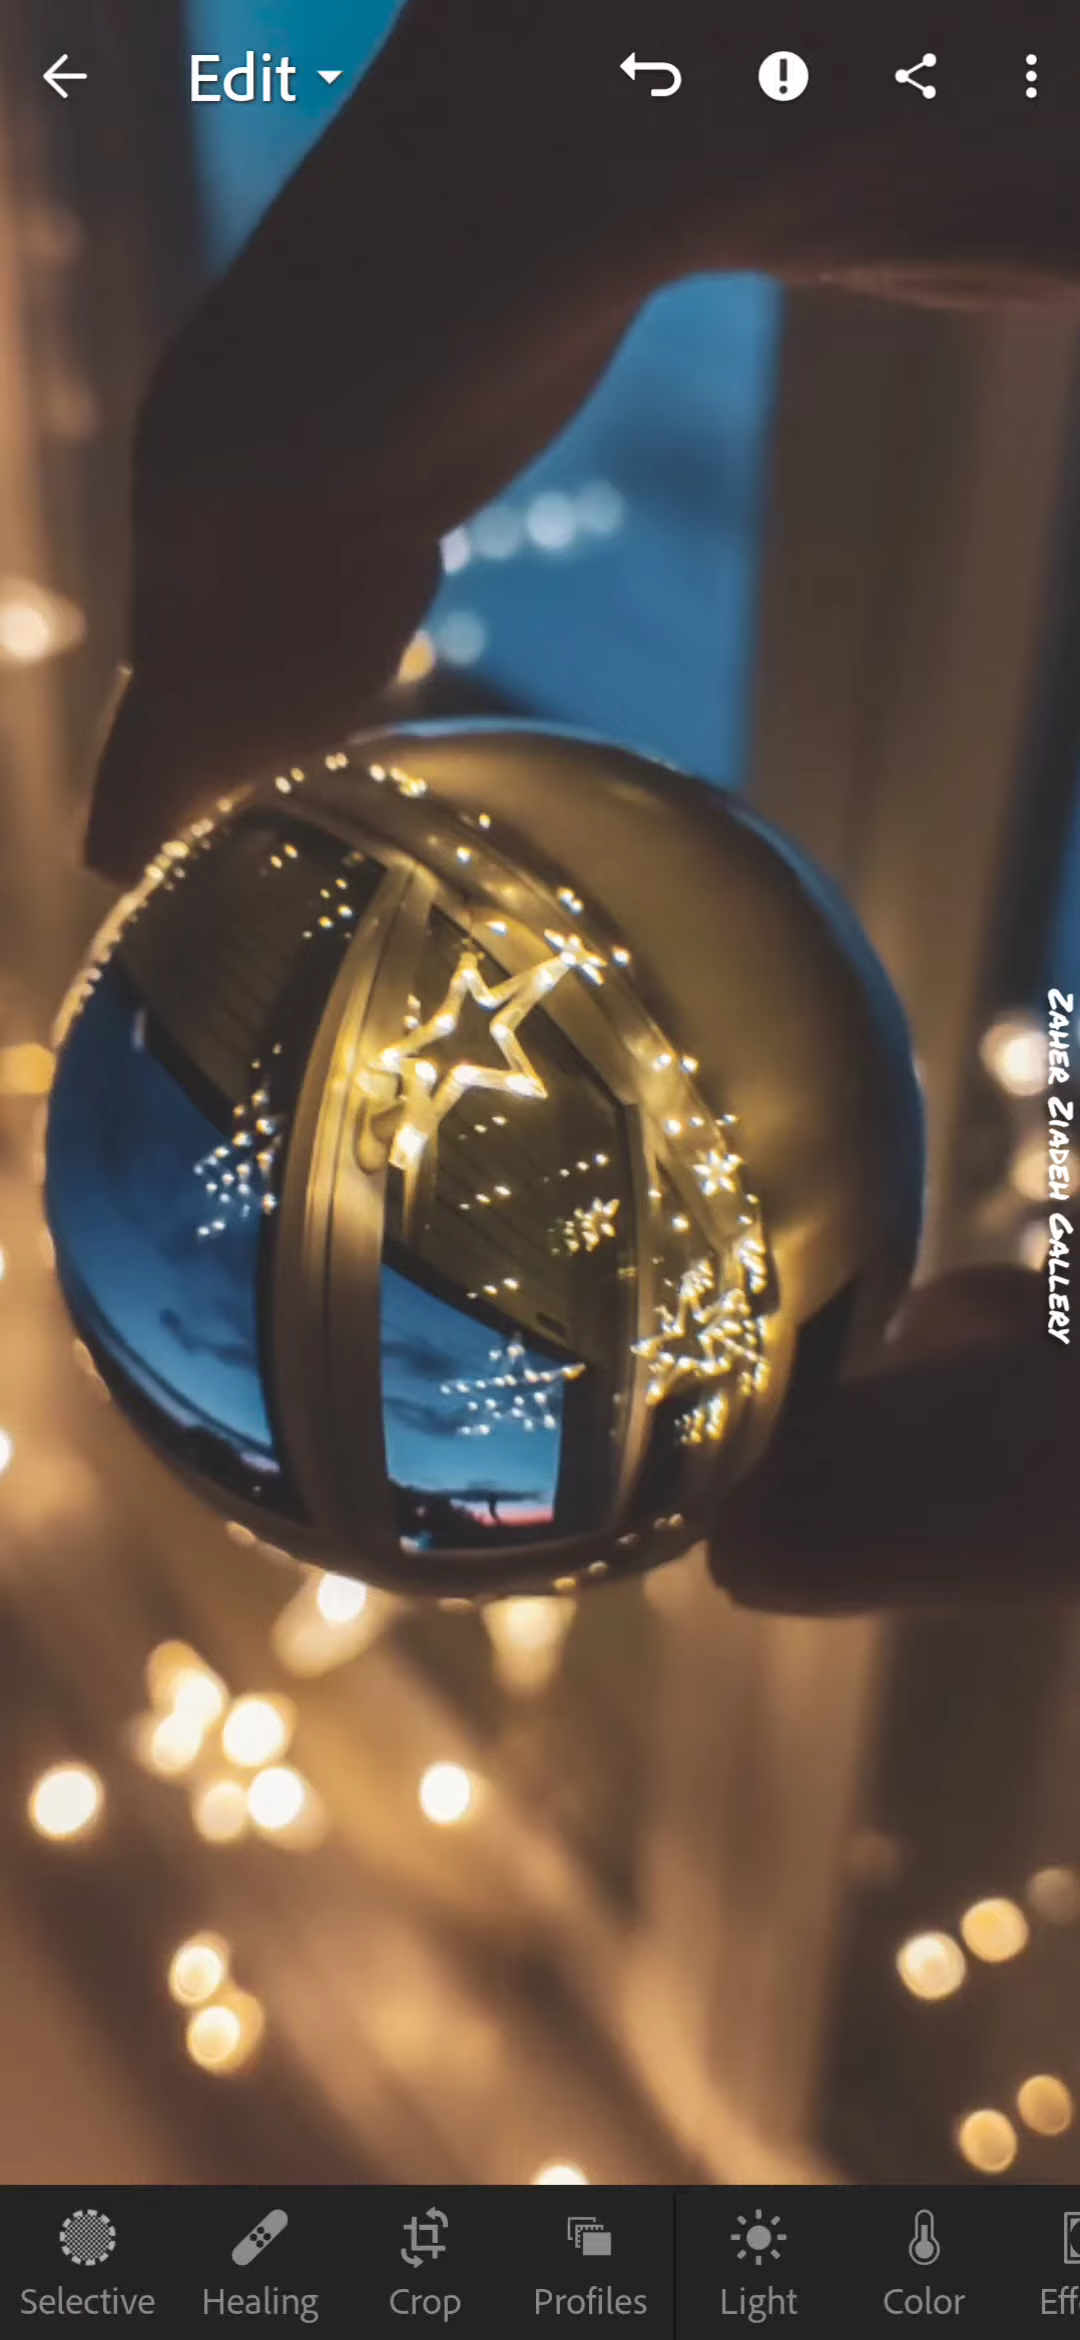 Edit
ZAHER ZIADEH GALLERY
Selective
Healing
Crop
Profiles
Light
Color
Eff